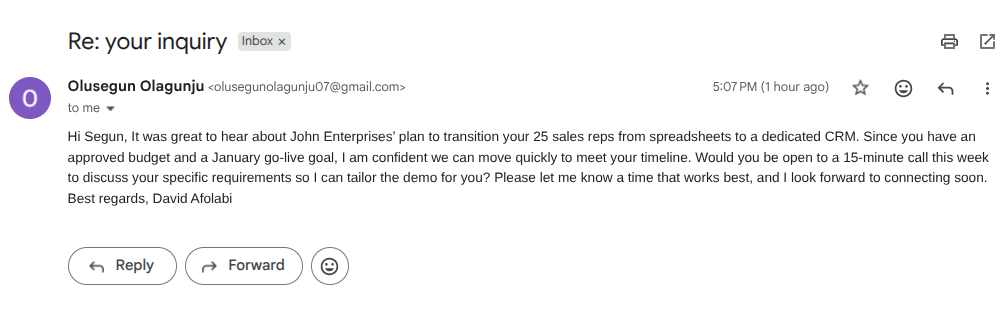 Re: your inquiry Inbox ×
Olusegun Olagunju <olusegunolagunju07@gmail.com> 5:07 PM (1 hour ago)
O
to me
Hi Segun, It was great to hear about John Enterprises’ plan to transition your 25 sales reps from spreadsheets to a dedicated CRM. Since you have an
approved budget and a January go-live goal, I am confident we can move quickly to meet your timeline. Would you be open to a 15-minute call this week
to discuss your specific requirements so I can tailor the demo for you? Please let me know a time that works best, and I look forward to connecting soon.
Best regards, David Afolabi
Reply Forward